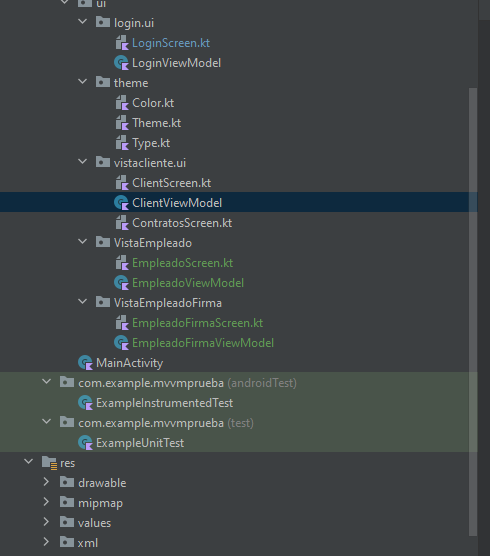 ui
login.ui
LoginScreen.kt
LoginViewModel
theme
Color.kt
Theme.kt
Type.kt
vistacliente.ui
ClientScreen.kt
ClientViewModel
ContratosScreen.kt
VistaEmpleado
EmpleadoScreen.kt
EmpleadoViewModel
VistaEmpleadoFirma
EmpleadoFirmaScreen.kt
EmpleadoFirmaViewModel
MainActivity
com.example.mvvmprueba (androidTest)
ExampleInstrumentedTest
com.example.mvvmprueba (test)
ExampleUnitTest
res
drawable
mipmap
values
xml